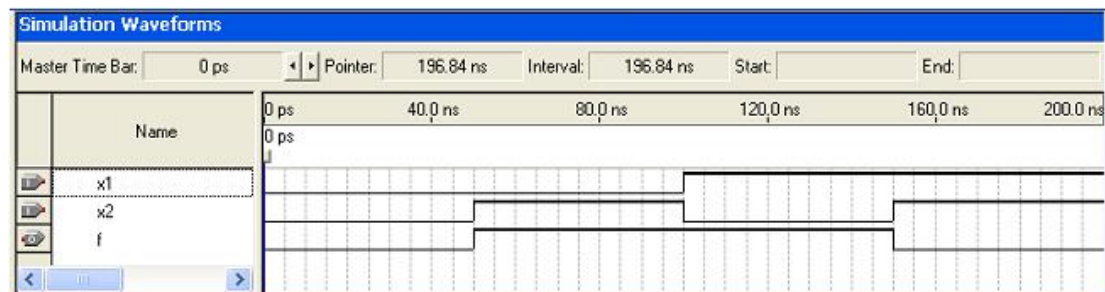 Simulation Waveforms
Master Time Bar: 0 ps Pointer: 196.84 ns Interval: 196.84 ns Start: End:
Name 0 ps 40.0 ns 80.0 ns 120.0 ns 160.0 ns 200.0 ns
0 ps
x1
x2
f